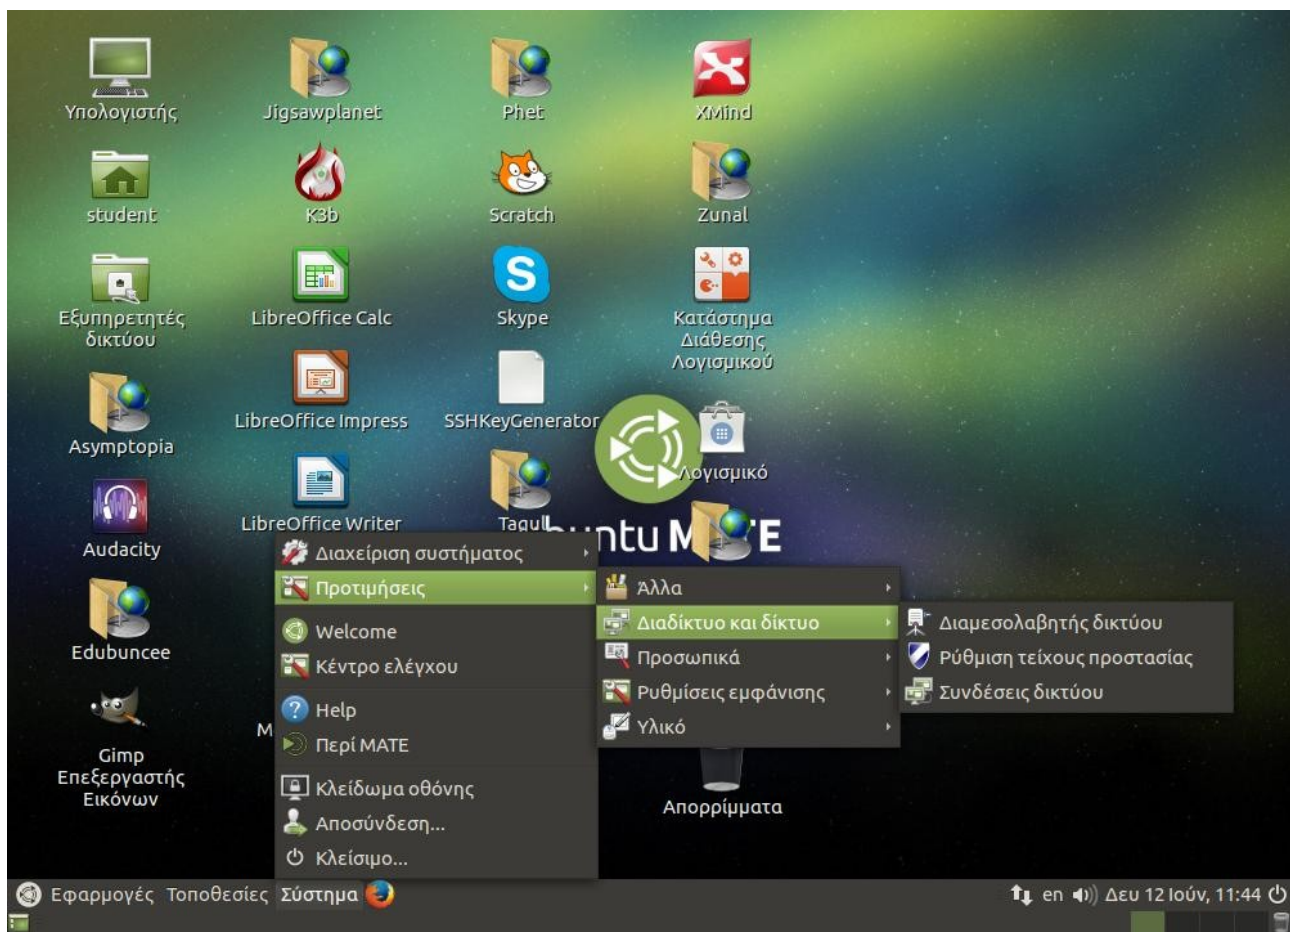 Υπολογιστής
Jigsawplanet
Phet
XMind
student
K3b
Scratch
Zunal
Εξυπηρετητές
δικτύου
LibreOffice Calc
Skype
Κατάστημα
Διάθεσης
Λογισμικού
Asymptopia
LibreOffice Impress
SSHKeyGenerator
Λογισμικό
Audacity
LibreOffice Writer
Tagul
Edubuncee
Gimp
Επεξεργαστής
Εικόνων
Απορρίμματα
Διαχείριση συστήματος
Προτιμήσεις
Welcome
Κέντρο ελέγχου
Help
Περί MATE
Κλείδωμα οθόνης
Αποσύνδεση...
Κλείσιμο...
Άλλα
Διαδίκτυο και δίκτυο
Προσωπικά
Ρυθμίσεις εμφάνισης
Υλικό
Διαμεσολαβητής δικτύου
Ρύθμιση τείχους προστασίας
Συνδέσεις δικτύου
Εφαρμογές Τοποθεσίες Σύστημα
en Δευ 12 Ιούν, 11:44